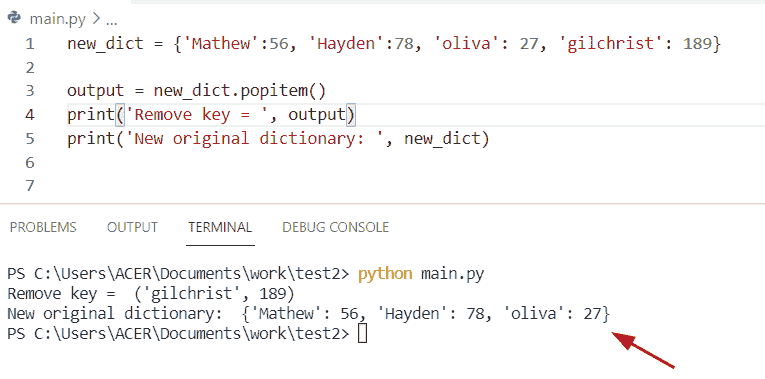 main.py > ...
1 new_dict = {'Mathew':56, 'Hayden':78, 'oliva': 27, 'gilchrist': 189}
2
3 output = new_dict.popitem()
4 print('Remove key = ', output)
5 print('New original dictionary: ', new_dict)
6
7
PROBLEMS OUTPUT TERMINAL DEBUG CONSOLE
PS C:\Users\ACER\Documents\work\test2> python main.py
Remove key =  ('gilchrist', 189)
New original dictionary:  {'Mathew': 56, 'Hayden': 78, 'oliva': 27}
PS C:\Users\ACER\Documents\work\test2>